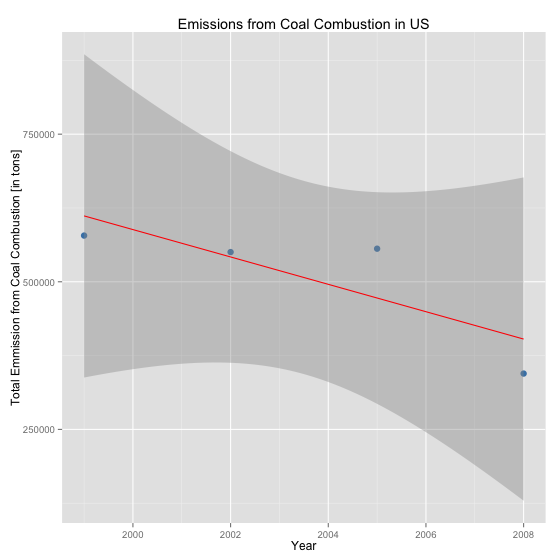 Emissions from Coal Combustion in US
Total Emmission from Coal Combustion [in tons]
750000
500000
250000
2000 2002 2004 2006 2008
Year